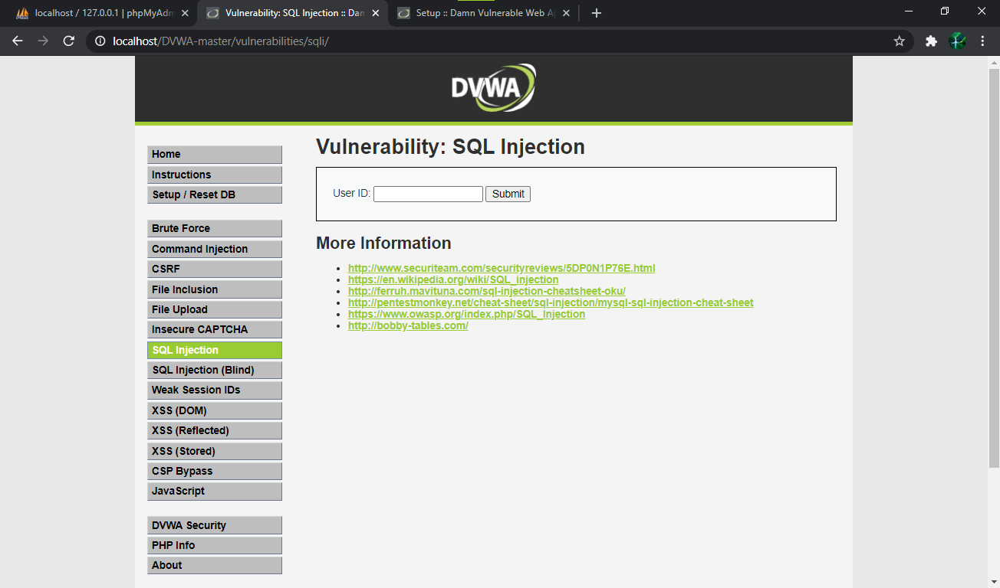 localhost / 127.0.0.1 | phpMyAdm
Vulnerability: SQL Injection :: Dam
Setup :: Damn Vulnerable Web Ap
localhost/DVWA-master/vulnerabilities/sqli/
DVWA
Home
Instructions
Setup / Reset DB
Brute Force
Command Injection
CSRF
File Inclusion
File Upload
Insecure CAPTCHA
SQL Injection
SQL Injection (Blind)
Weak Session IDs
XSS (DOM)
XSS (Reflected)
XSS (Stored)
CSP Bypass
JavaScript
DVWA Security
PHP Info
About
Vulnerability: SQL Injection
User ID: Submit
More Information
http://www.securiteam.com/securityreviews/5DP0N1P76E.html
https://en.wikipedia.org/wiki/SQL_injection
http://ferruh.mavituna.com/sql-injection-cheatsheet-oku/
http://pentestmonkey.net/cheat-sheet/sql-injection/mysql-sql-injection-cheat-sheet
https://www.owasp.org/index.php/SQL_Injection
http://bobby-tables.com/